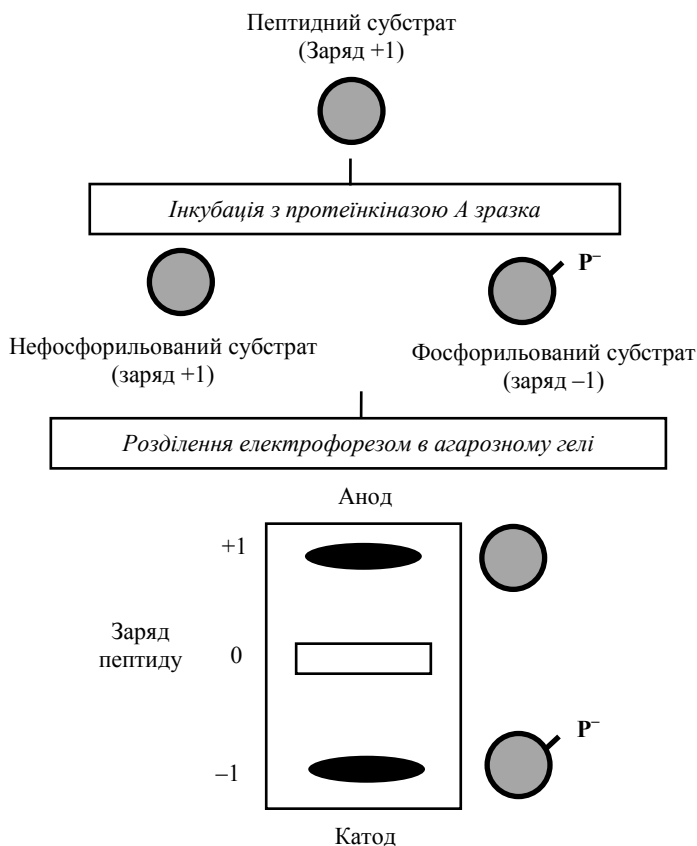 Пептидний субстрат
(Заряд +1)
Інкубація з протеїнкіназою А зразка
P⁻
Нефосфорильований субстрат
(заряд +1)
Фосфорильований субстрат
(заряд –1)
Розділення електрофорезом в агарозному гелі
Анод
+1
Заряд
пептиду
0
P⁻
–1
Катод